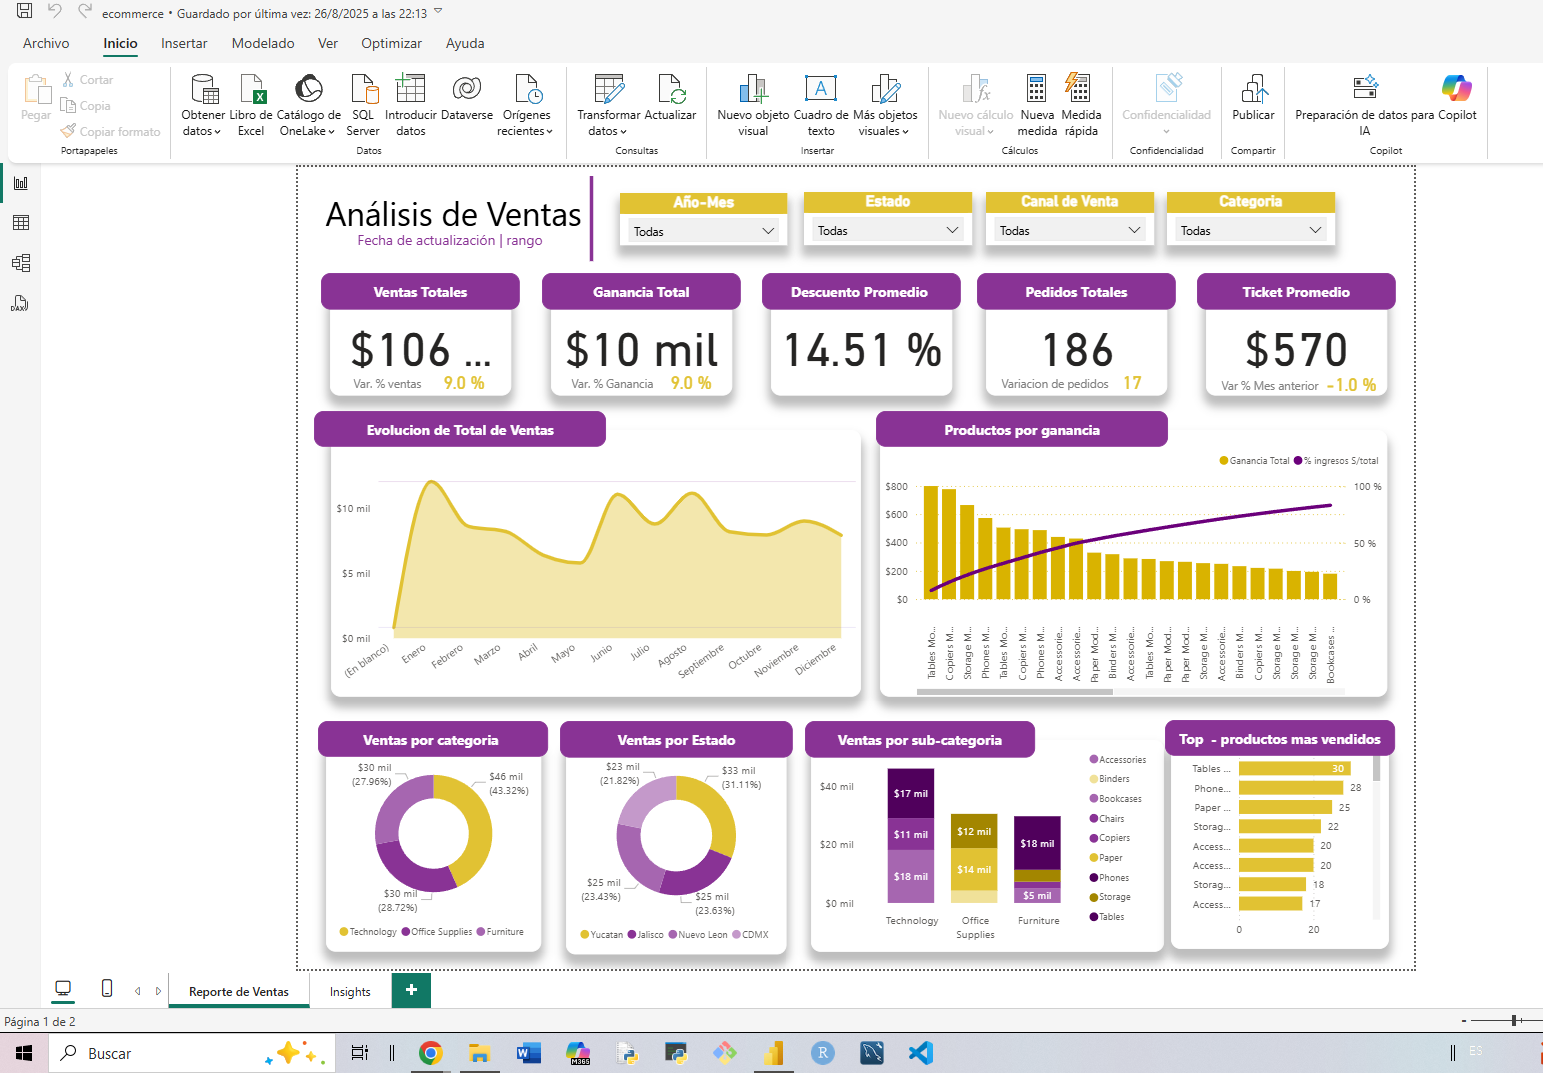 ecommerce • Guardado por última vez: 26/8/2025 a las 22:13
Archivo Inicio Insertar Modelado Ver Optimizar Ayuda
Pegar
Cortar
Copia
Copiar formato
Portapapeles
Obtener datos
Libro de Excel
Catálogo de OneLake
SQL Server
Introducir datos
Dataverse
Orígenes recientes
Datos
Transformar datos
Actualizar
Consultas
Nuevo objeto visual
Cuadro de texto
Más objetos visuales
Insertar
Nuevo cálculo visual
Nueva medida
Medida rápida
Cálculos
Confidencialidad
Confidencialidad
Publicar
Compartir
Preparación de datos para IA
Copilot
Copilot
Análisis de Ventas
Fecha de actualización | rango
Año-Mes
Todas
Estado
Todas
Canal de Venta
Todas
Categoria
Todas
Ventas Totales
$106 ...
Var. % ventas 9.0 %
Ganancia Total
$10 mil
Var. % Ganancia 9.0 %
Descuento Promedio
14.51 %
Pedidos Totales
186
Variacion de pedidos 17
Ticket Promedio
$570
Var % Mes anterior -1.0 %
Evolucion de Total de Ventas
$10 mil
$5 mil
$0 mil
(En blanco) Enero Febrero Marzo Abril Mayo Junio Julio Agosto Septiembre Octubre Noviembre Diciembre
Productos por ganancia
Ganancia Total % ingresos S/total
$800 100 %
$600
$400 50 %
$200
$0 0 %
Tables Mo... Copiers M... Storage M... Phones M... Tables Mo... Copiers M... Phones M... Accessorie... Accessorie... Paper Mod... Binders M... Accessorie... Tables Mo... Paper Mod... Paper Mod... Storage M... Accessorie... Binders M... Copiers M... Storage M... Storage M... Storage M... Bookcases ...
Ventas por categoria
$30 mil
(27.96%)
$46 mil
(43.32%)
$30 mil
(28.72%)
Technology Office Supplies Furniture
Ventas por Estado
$23 mil
(21.82%)
$33 mil
(31.11%)
$25 mil
(23.43%)
$25 mil
(23.63%)
Yucatan Jalisco Nuevo Leon CDMX
Ventas por sub-categoria
$40 mil
$20 mil
$0 mil
$17 mil
$11 mil
$18 mil
$12 mil
$14 mil
$18 mil
$5 mil
Technology
Office Supplies
Furniture
Accessories
Binders
Bookcases
Chairs
Copiers
Paper
Phones
Storage
Tables
Top - productos mas vendidos
Tables ... 30
Phone... 28
Paper ... 25
Storag... 22
Access... 20
Access... 20
Storag... 18
Access... 17
0 20
Reporte de Ventas Insights +
Página 1 de 2
Buscar
M365
R
ES
DAX